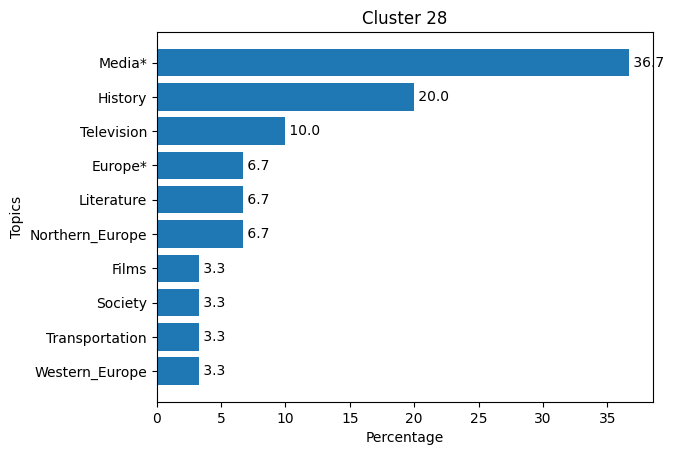 Cluster 28
Media* 36.7
History 20.0
Television 10.0
Europe* 6.7
Literature 6.7
Northern_Europe 6.7
Films 3.3
Society 3.3
Transportation 3.3
Western_Europe 3.3
Topics
0 5 10 15 20 25 30 35
Percentage